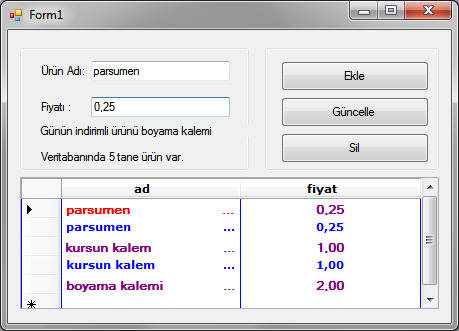 Form1
Ürün Adı: parsumen
Fiyatı : 0,25
Günün indirimli ürünü boyama kalemi
Veritabanında 5 tane ürün var.
Ekle
Güncelle
Sil
ad fiyat
parsumen ... 0,25
parsumen ... 0,25
kursun kalem ... 1,00
kursun kalem ... 1,00
boyama kalemi ... 2,00